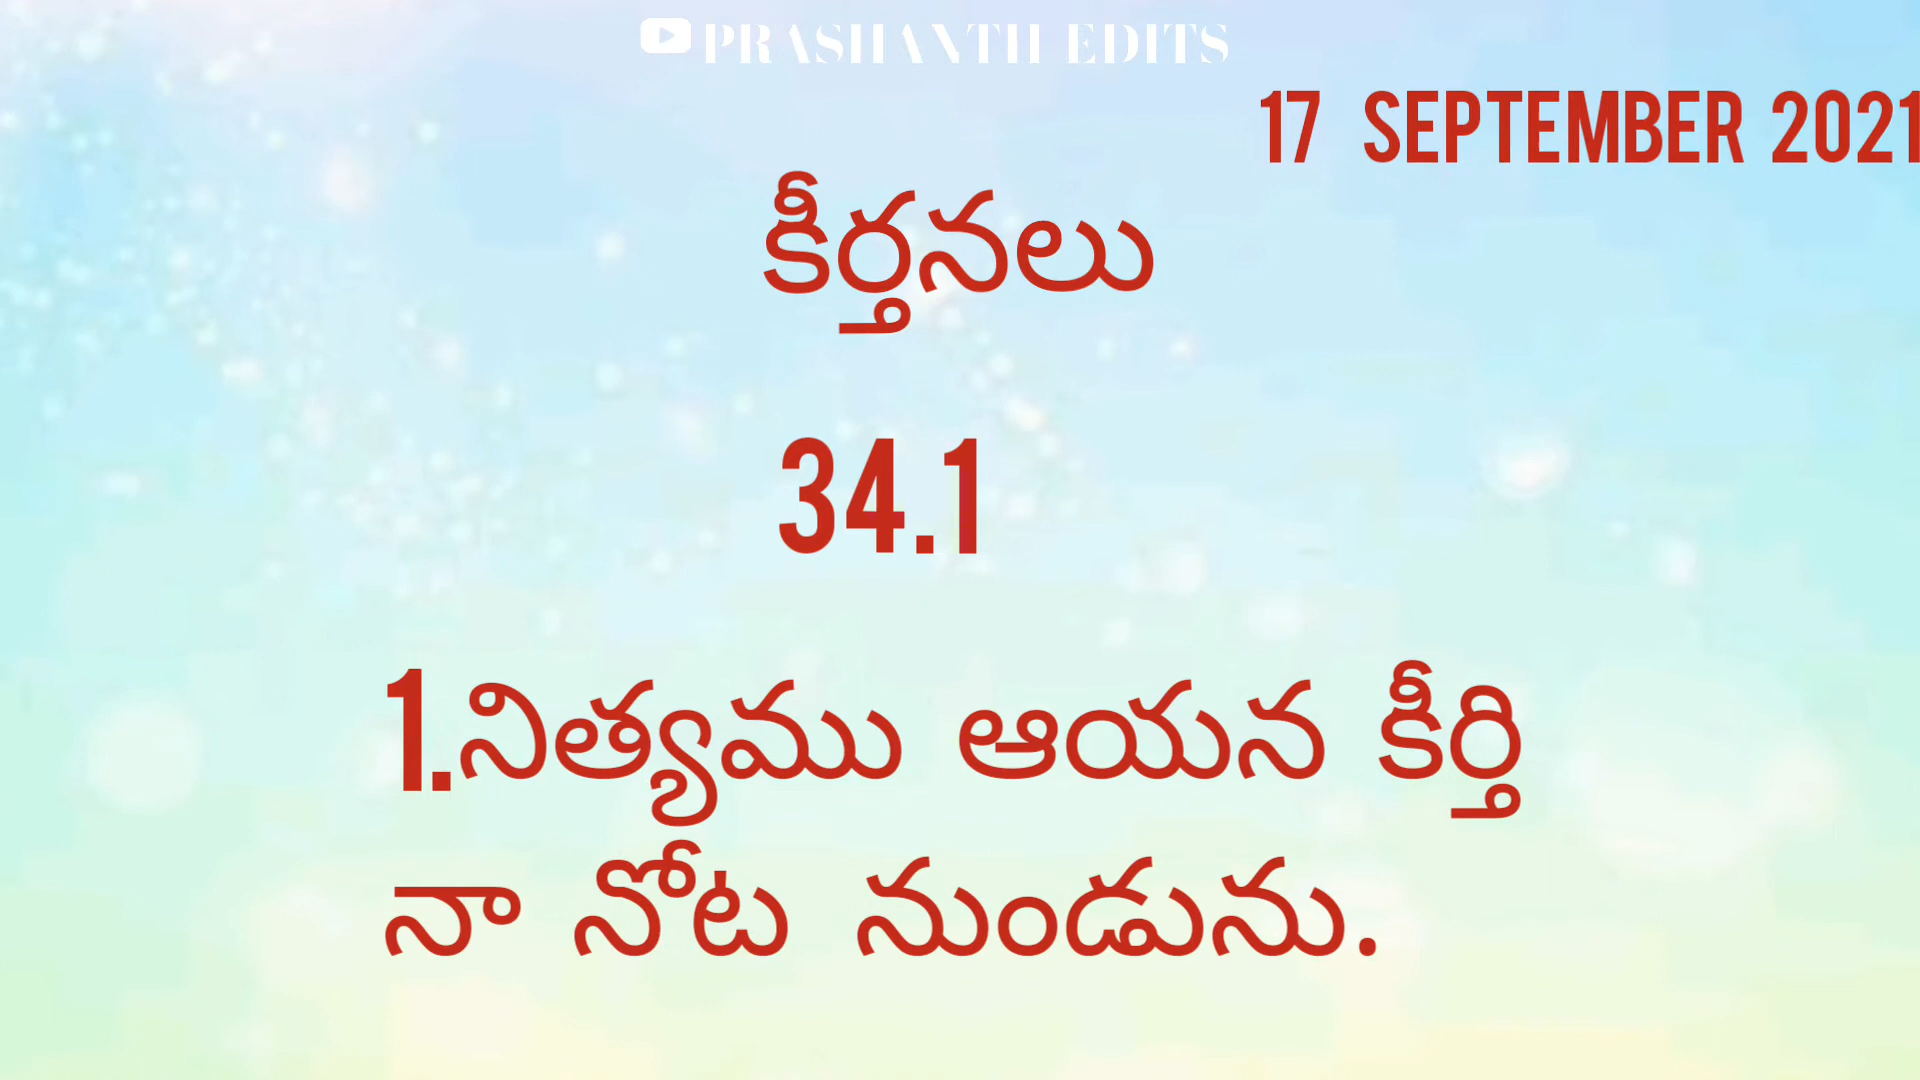 PRASHANTH EDITS
17 SEPTEMBER 2021
కీర్తనలు
34.1
1.నిత్యము ఆయన కీర్తి
నా నోట నుండును.